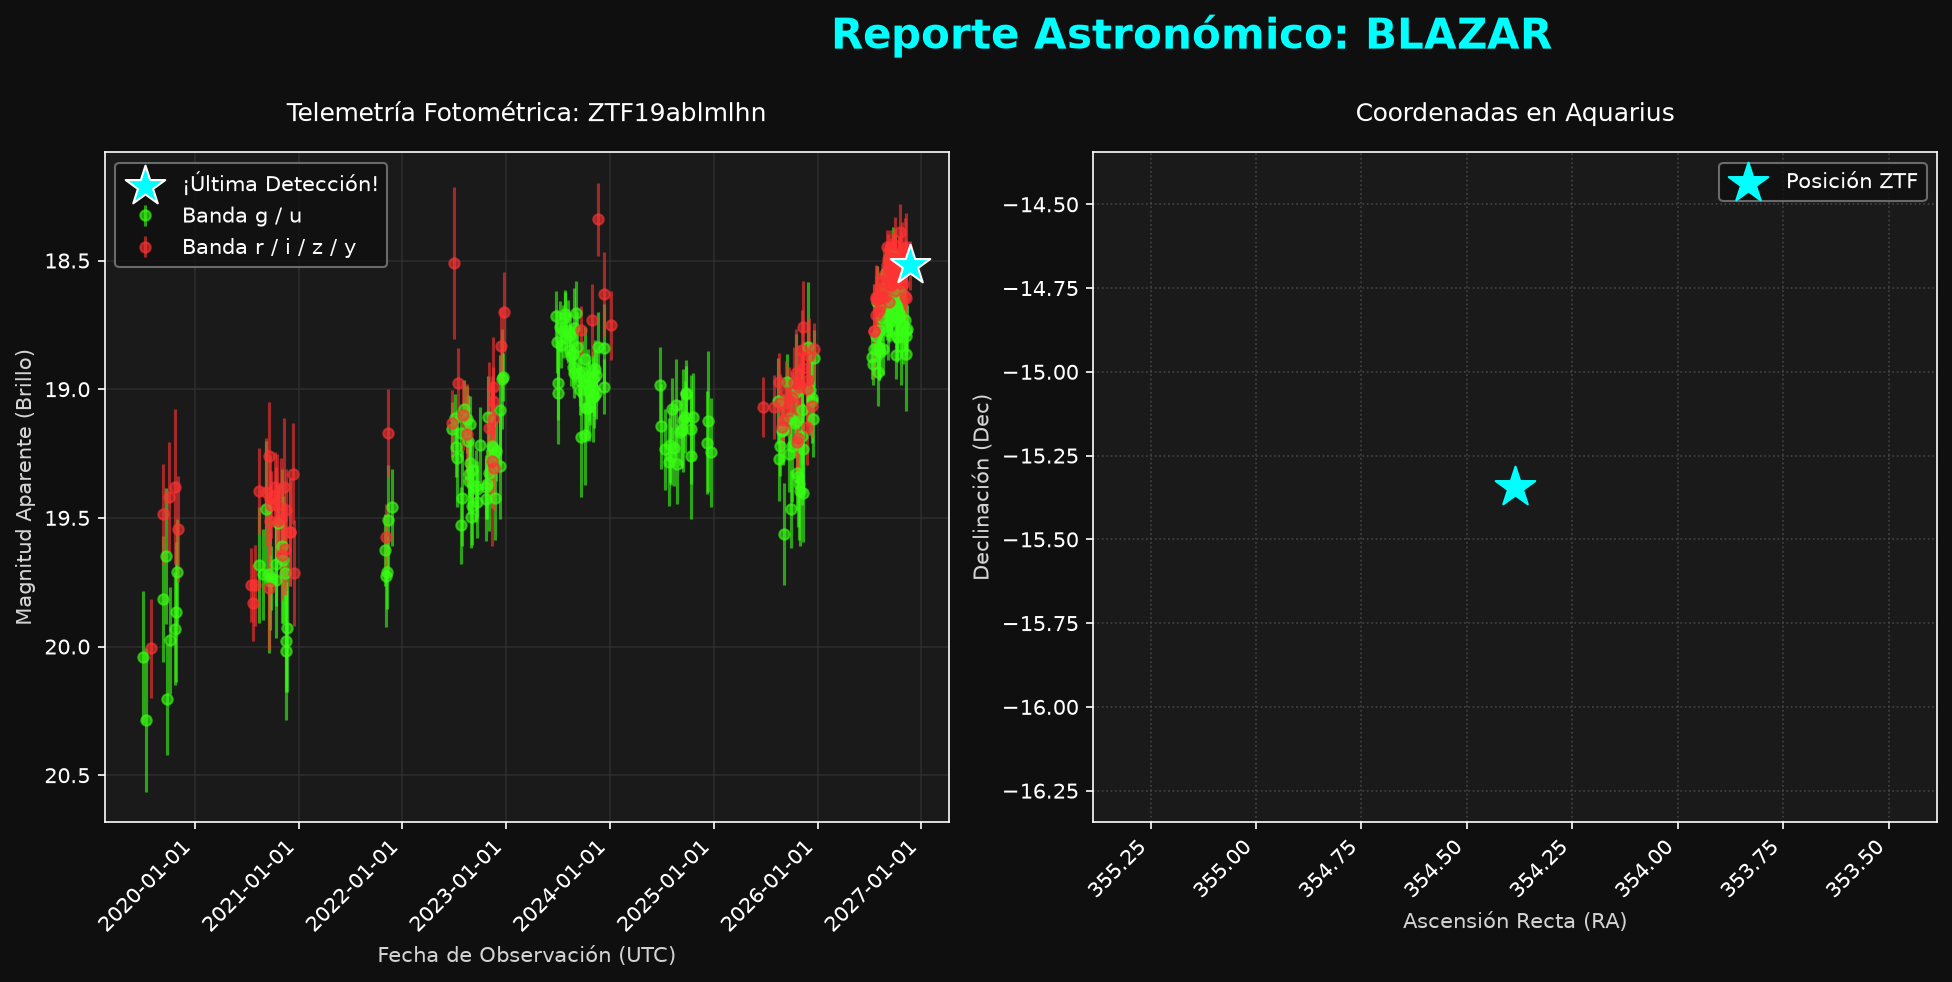 Reporte Astronómico: BLAZAR
Telemetría Fotométrica: ZTF19ablmlhn
¡Última Detección!
Banda g / u
Banda r / i / z / y
Magnitud Aparente (Brillo)
18.5
19.0
19.5
20.0
20.5
2020-01-01
2021-01-01
2022-01-01
2023-01-01
2024-01-01
2025-01-01
2026-01-01
2027-01-01
Fecha de Observación (UTC)
Coordenadas en Aquarius
Posición ZTF
Declinación (Dec)
−14.50
−14.75
−15.00
−15.25
−15.50
−15.75
−16.00
−16.25
355.25
355.00
354.75
354.50
354.25
354.00
353.75
353.50
Ascensión Recta (RA)